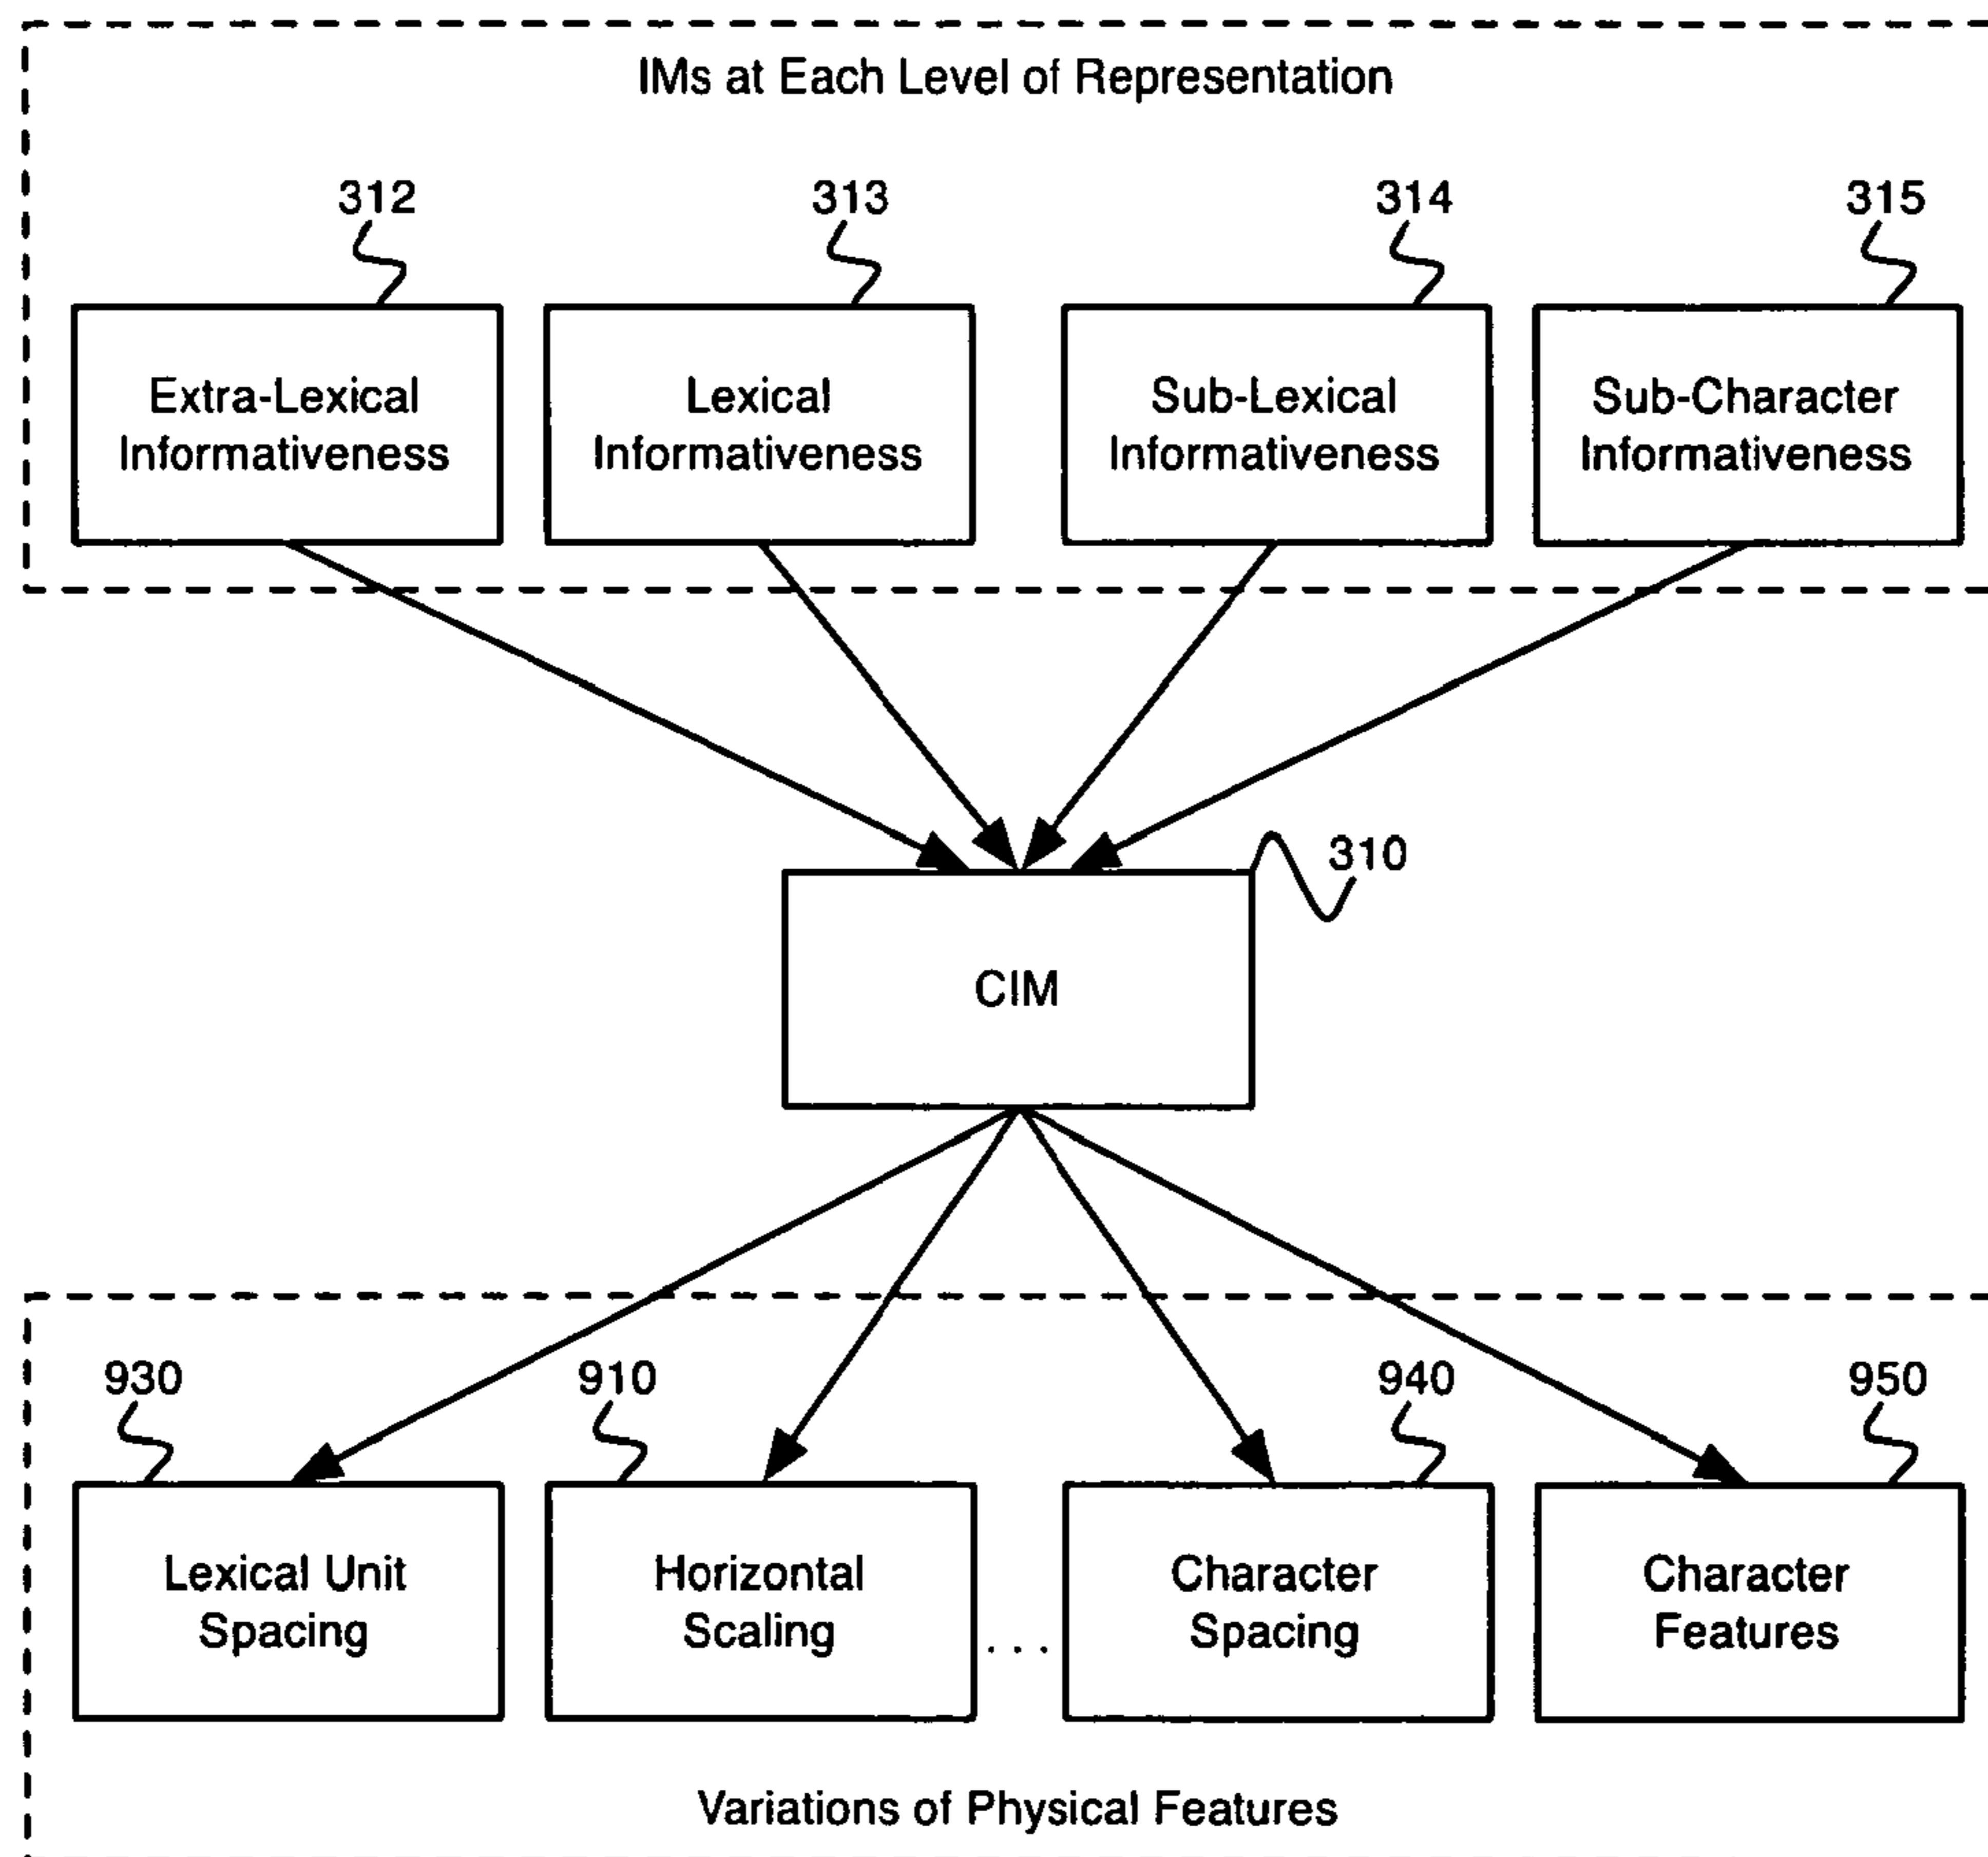 IMs at Each Level of Representation
312
313
314
315
Extra-Lexical
Informativeness
Lexical
Informativeness
Sub-Lexical
Informativeness
Sub-Character
Informativeness
310
CIM
930
910
940
950
Lexical Unit
Spacing
Horizontal
Scaling
...
Character
Spacing
Character
Features
Variations of Physical Features